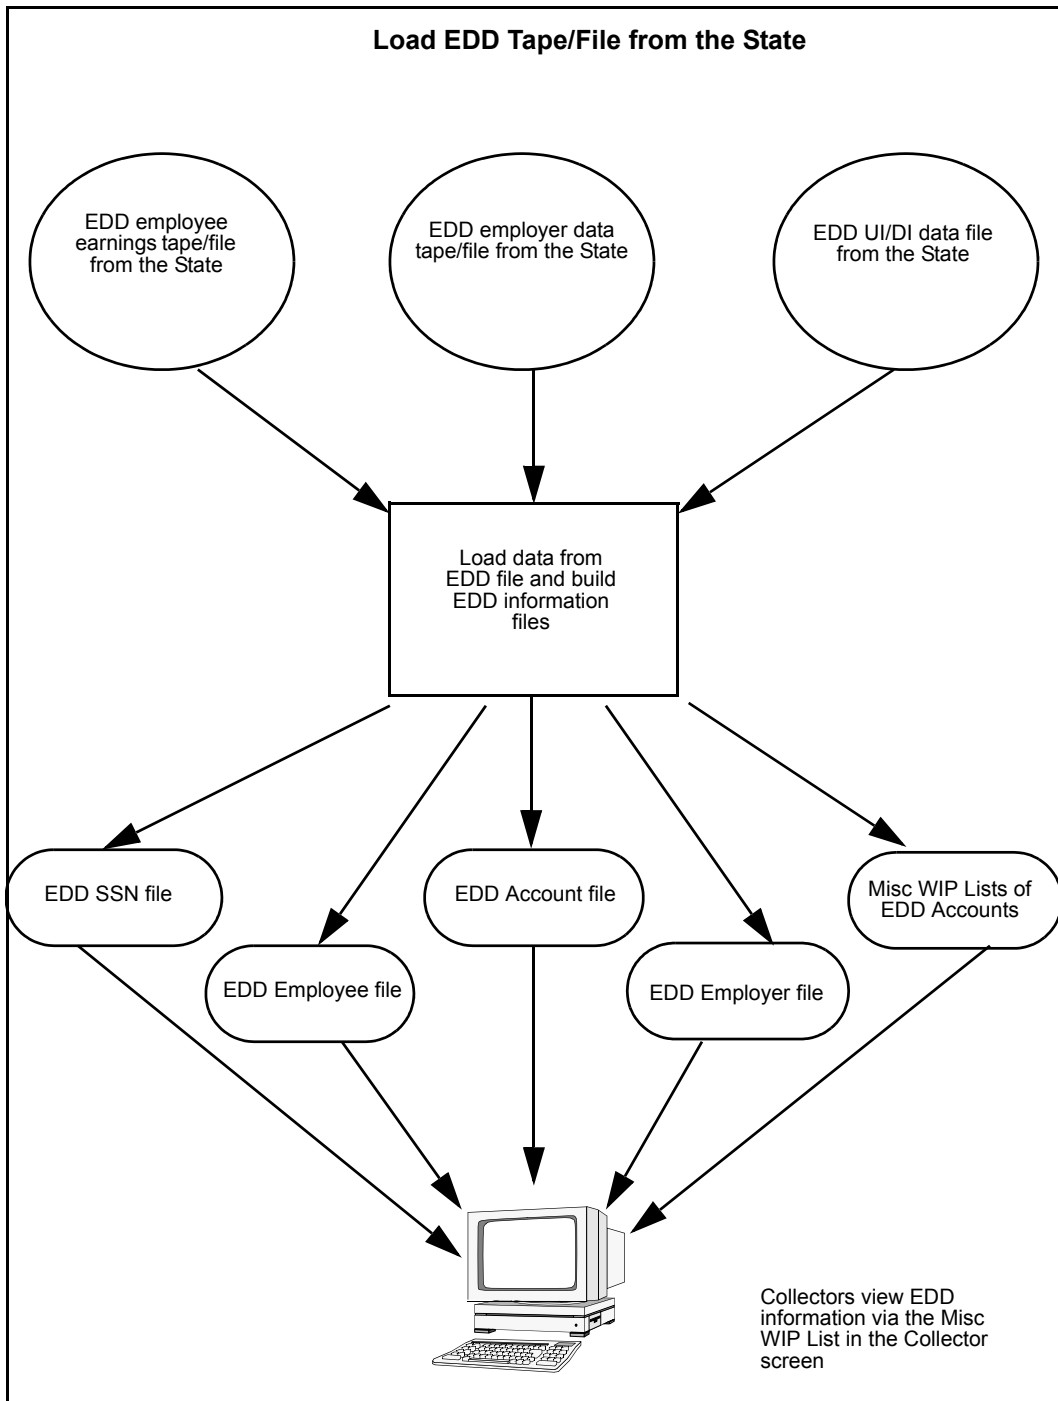 Load EDD Tape/File from the State
EDD employee
earnings tape/file
from the State
EDD employer data
tape/file from the State
EDD UI/DI data file
from the State
Load data from
EDD file and build
EDD information
files
EDD SSN file
EDD Account file
Misc WIP Lists of
EDD Accounts
EDD Employee file
EDD Employer file
Collectors view EDD
information via the Misc
WIP List in the Collector
screen